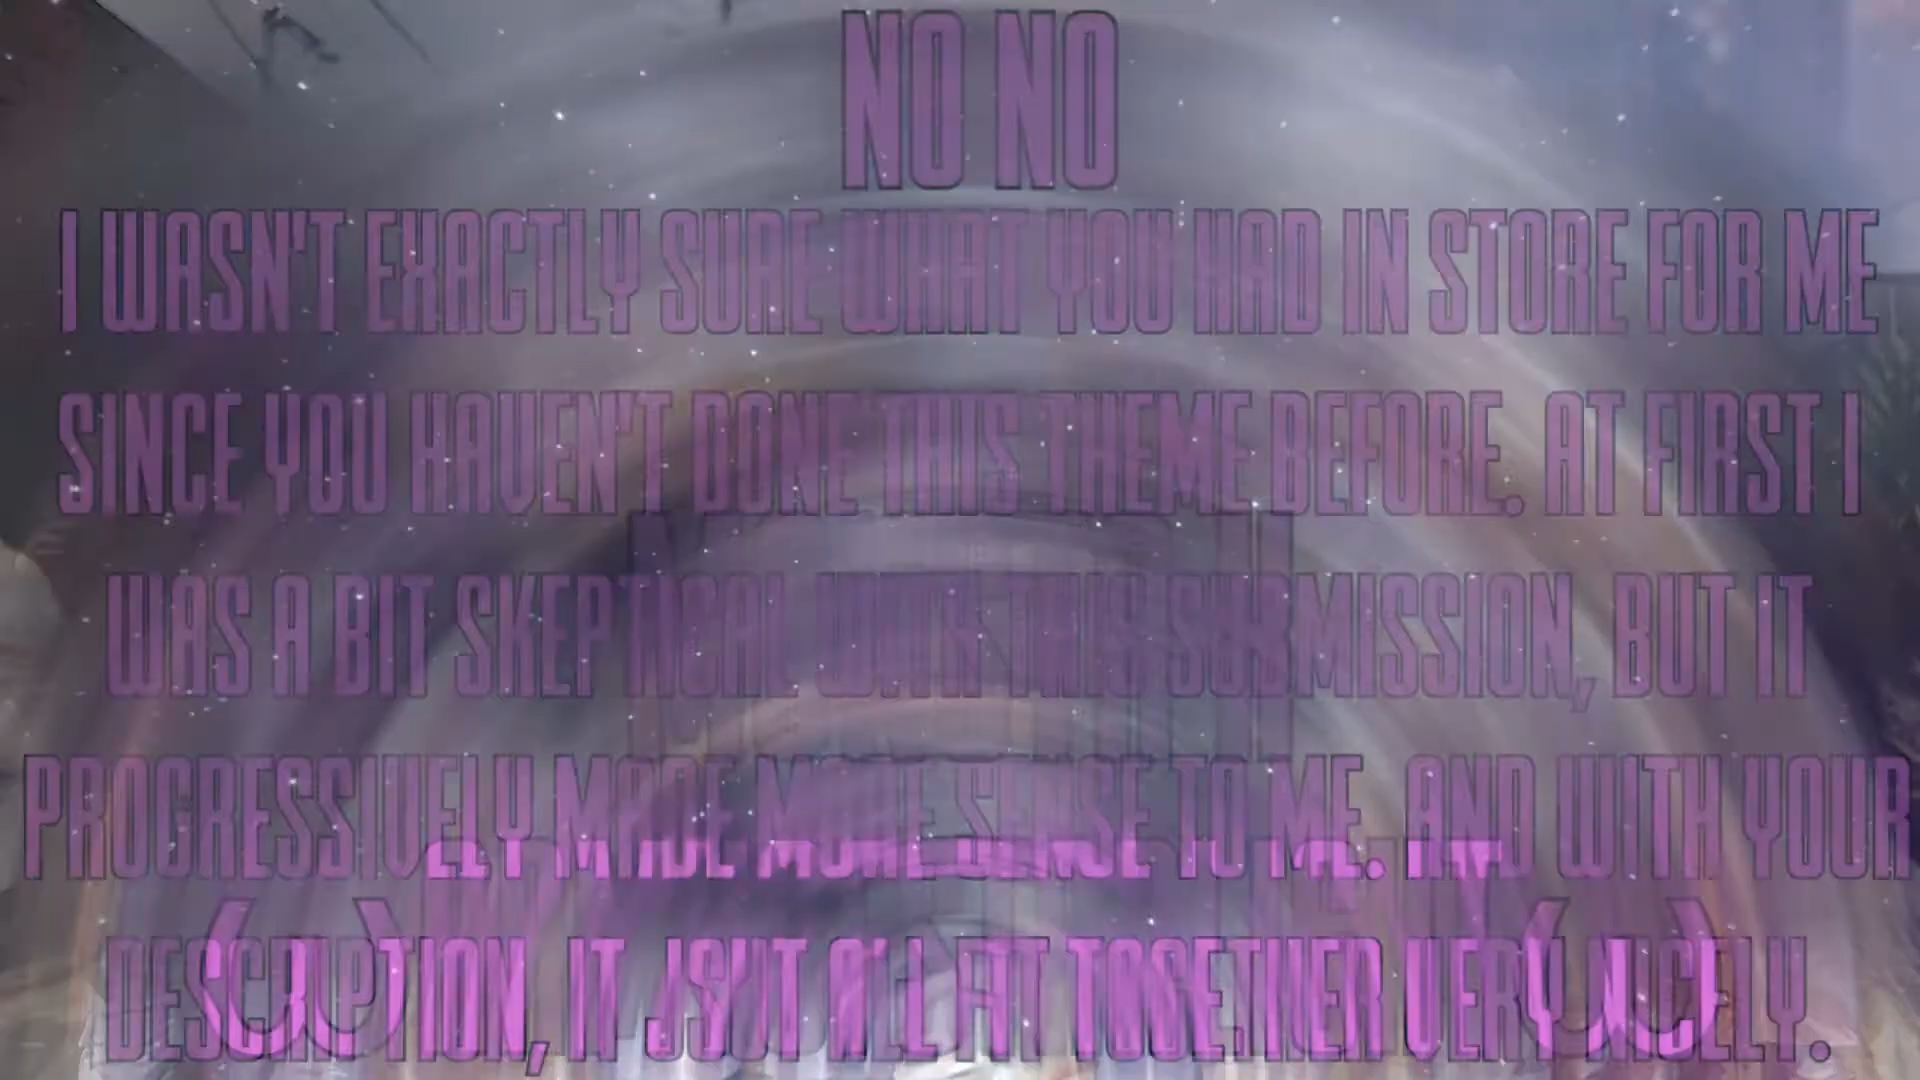 NO NO
I WASN'T EXACTLY SURE WHAT YOU HAD IN STORE FOR ME
SINCE YOU HAVEN'T DONE THIS THEME BEFORE. AT FIRST I
WAS A BIT SKEPTICAL WITH THIS SUBMISSION, BUT IT
PROGRESSIVELY MADE MORE SENSE TO ME. AND WITH YOUR
DESCRIPTION, IT JSUT ALL FIT TOGETHER VERY NICELY.